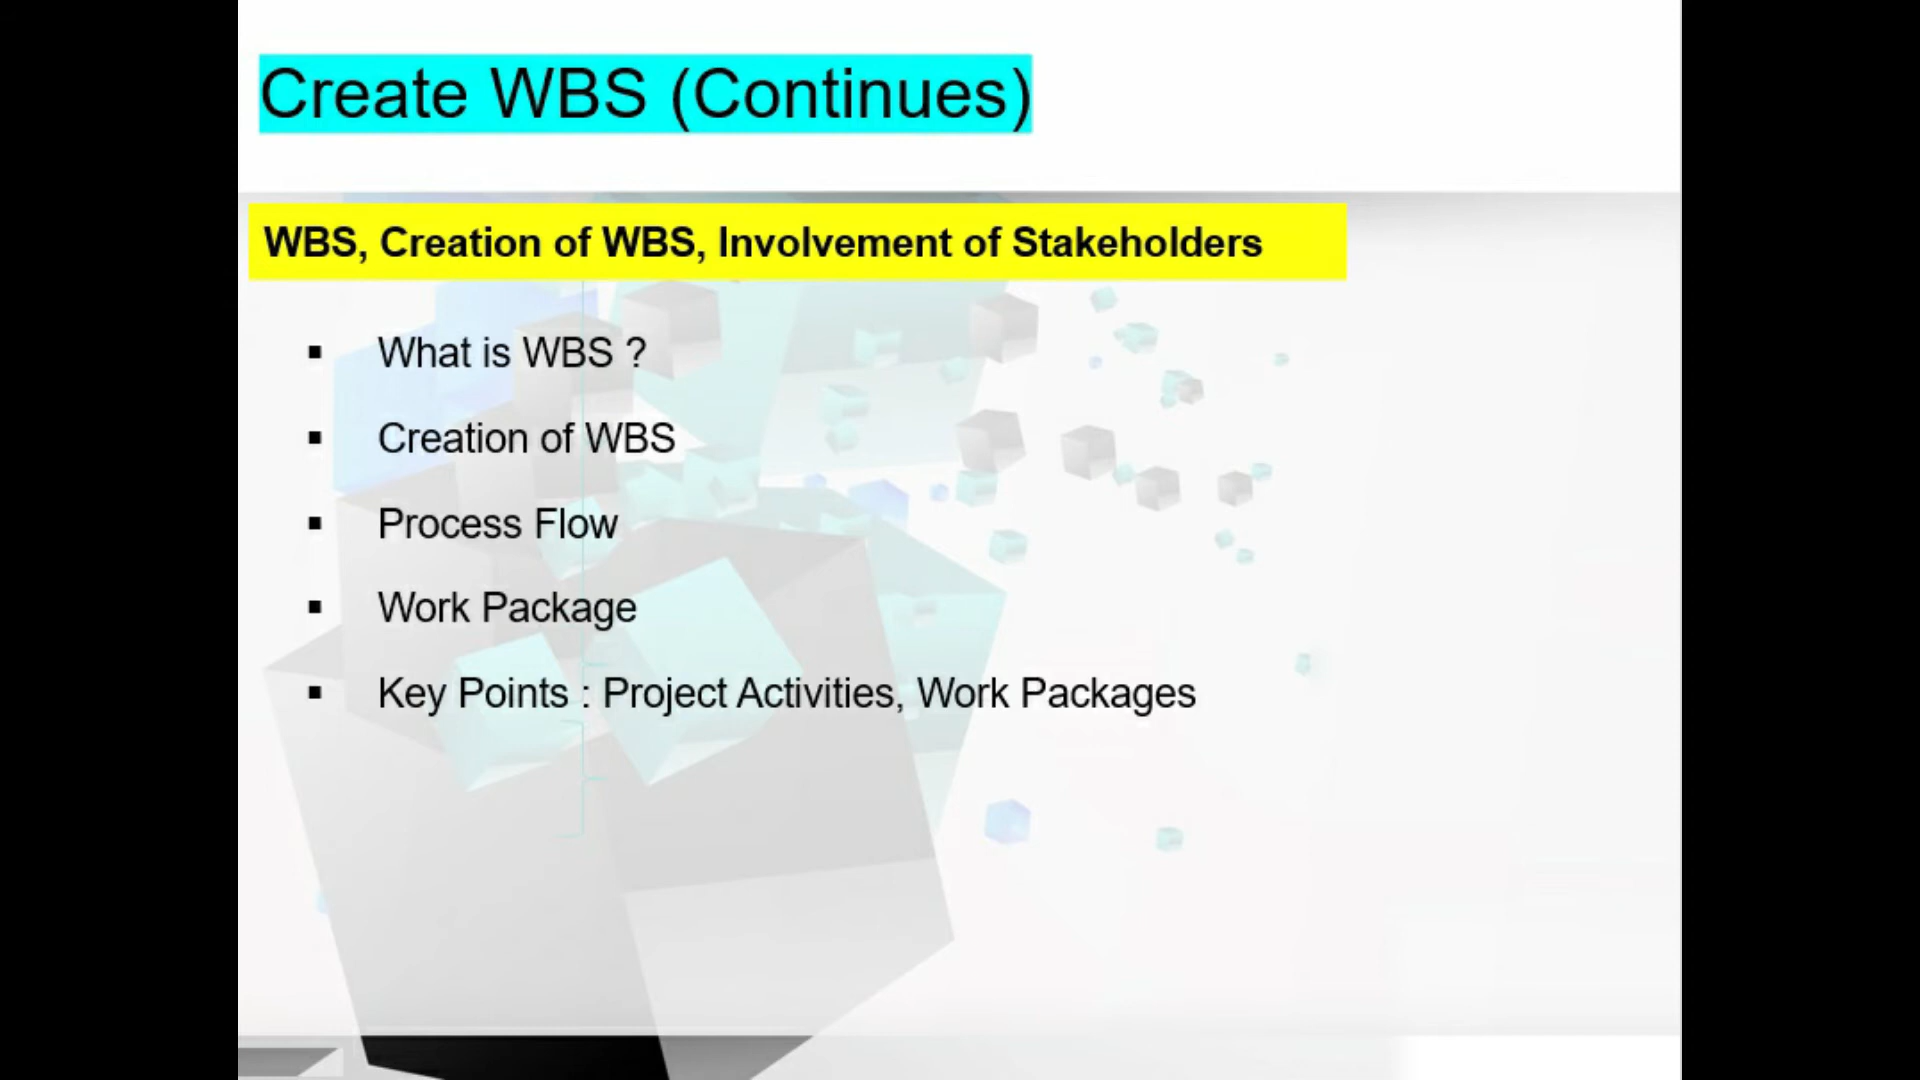 Create WBS (Continues)
WBS, Creation of WBS, Involvement of Stakeholders
▪ What is WBS ?
▪ Creation of WBS
▪ Process Flow
▪ Work Package
▪ Key Points : Project Activities, Work Packages